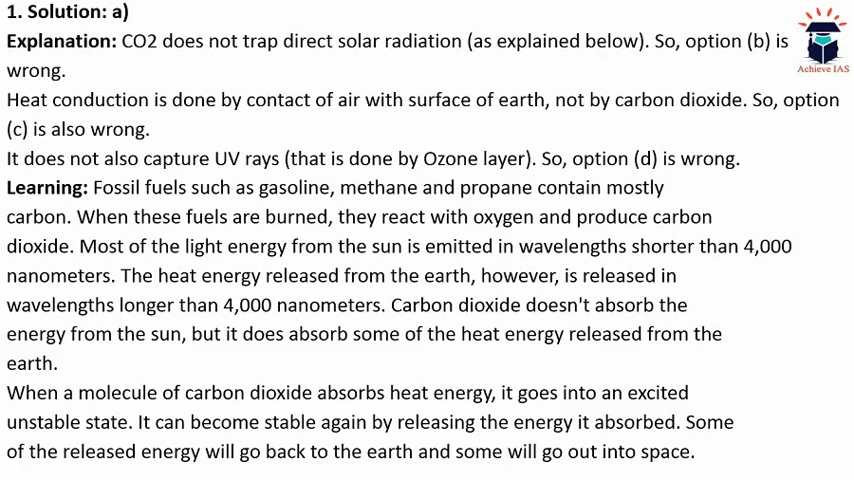 1. Solution: a)
Explanation: CO2 does not trap direct solar radiation (as explained below). So, option (b) is
wrong.
Achieve IAS
Heat conduction is done by contact of air with surface of earth, not by carbon dioxide. So, option
(c) is also wrong.
It does not also capture UV rays (that is done by Ozone layer). So, option (d) is wrong.
Learning: Fossil fuels such as gasoline, methane and propane contain mostly
carbon. When these fuels are burned, they react with oxygen and produce carbon
dioxide. Most of the light energy from the sun is emitted in wavelengths shorter than 4,000
nanometers. The heat energy released from the earth, however, is released in
wavelengths longer than 4,000 nanometers. Carbon dioxide doesn't absorb the
energy from the sun, but it does absorb some of the heat energy released from the
earth.
When a molecule of carbon dioxide absorbs heat energy, it goes into an excited
unstable state. It can become stable again by releasing the energy it absorbed. Some
of the released energy will go back to the earth and some will go out into space.